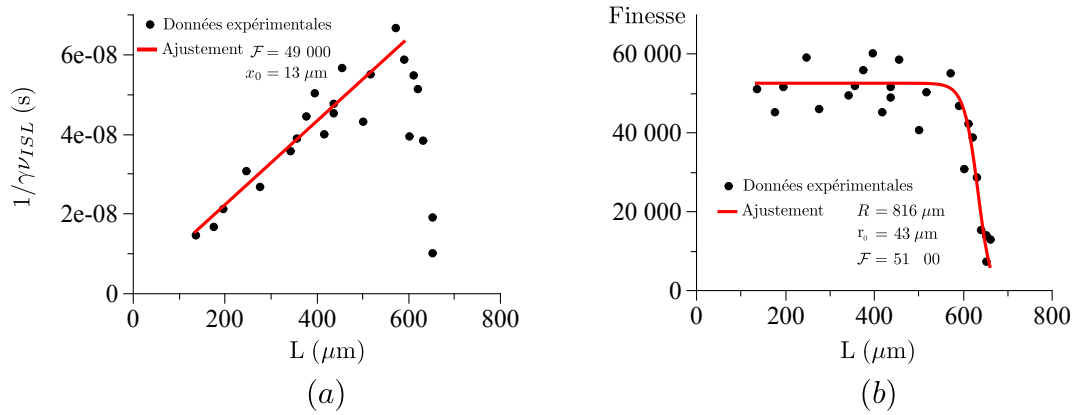 Données expérimentales
Ajustement
ℱ = 49 000
x₀ = 13 μm
1/γν_ISL (s)
6e-08
4e-08
2e-08
0
0 200 400 600 800
L (μm)
(a)
Finesse
60 000
40 000
20 000
0
Données expérimentales
Ajustement
R = 816 μm
r₀ = 43 μm
ℱ = 51 00
0 200 400 600 800
L (μm)
(b)